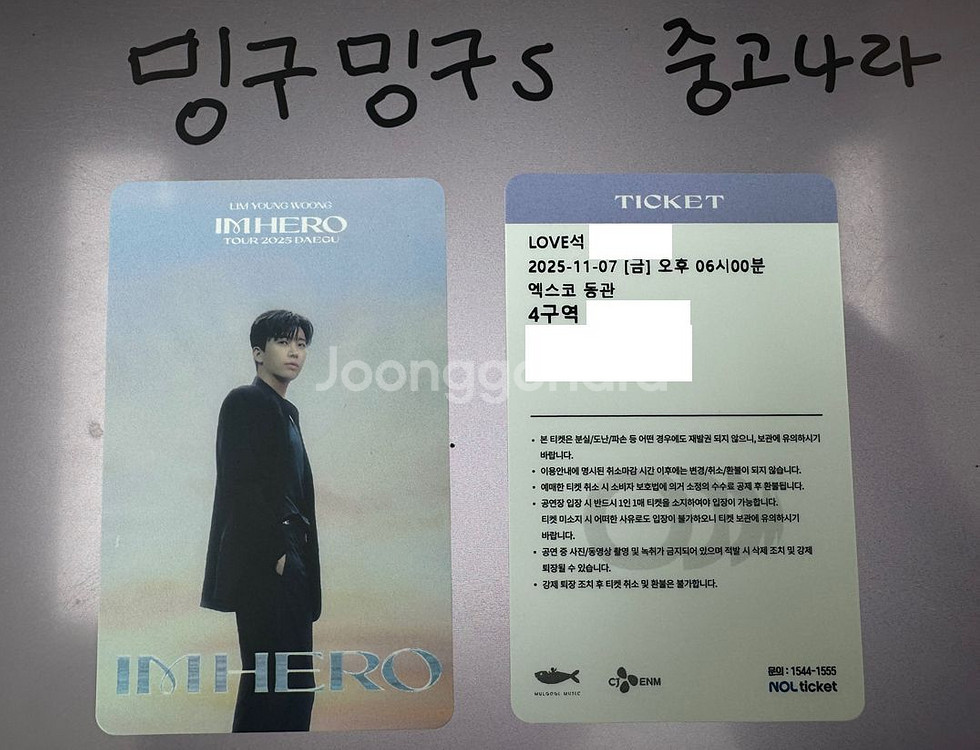 밍구밍구s 중고나라
LIM YOUNG WOONG
IM HERO
TOUR 2025 DAEGU
IM HERO
TICKET
LOVE석
2025-11-07 [금] 오후 06시00분
엑스코 동관
4구역
Joonggonara
• 본 티켓은 분실/도난/파손 등 어떤 경우에도 재발권 되지 않으니, 보관에 유의하시기
바랍니다.
• 이용안내에 명시된 취소마감 시간 이후에는 변경/취소/환불이 되지 않습니다.
• 예매한 티켓 취소 시 소비자 보호법에 의거 소정의 수수료 공제 후 환불됩니다.
• 공연장 입장 시 반드시 1인 1매 티켓을 소지하여야 입장이 가능합니다.
티켓 미소지 시 어떠한 사유로도 입장이 불가하오니 티켓 보관에 유의하시기
바랍니다.
• 공연 중 사진/동영상 촬영 및 녹취가 금지되어 있으며 적발 시 삭제 조치 및 강제
퇴장될 수 있습니다.
• 강제 퇴장 조치 후 티켓 취소 및 환불은 불가합니다.
MULGOGI MUSIC
CJ ENM
문의 : 1544-1555
NOL ticket